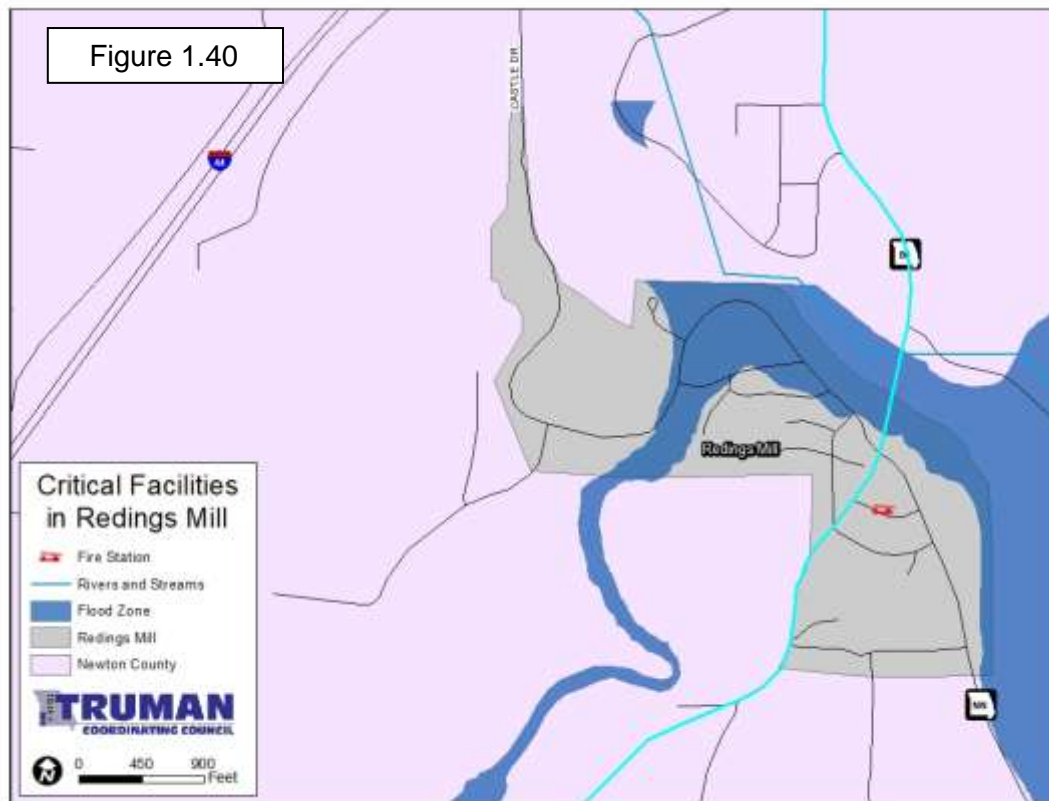 Figure 1.40
CASTLE DR
44
Redings Mill
Critical Facilities
in Redings Mill
Fire Station
Rivers and Streams
Flood Zone
Redings Mill
Newton County
TRUMAN
COORDINATING COUNCIL
N
0 450 900
Feet